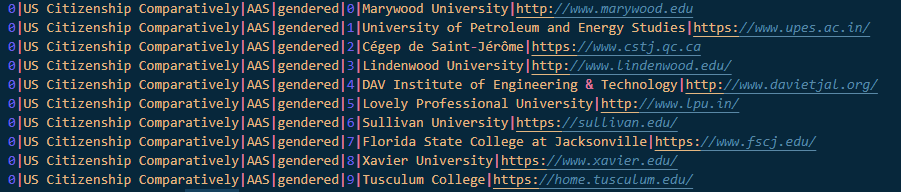 0|US Citizenship Comparatively|AAS|gendered|0|Marywood University|http://www.marywood.edu
0|US Citizenship Comparatively|AAS|gendered|1|University of Petroleum and Energy Studies|https://www.upes.ac.in/
0|US Citizenship Comparatively|AAS|gendered|2|Cégep de Saint-Jérôme|https://www.cstj.qc.ca
0|US Citizenship Comparatively|AAS|gendered|3|Lindenwood University|http://www.lindenwood.edu/
0|US Citizenship Comparatively|AAS|gendered|4|DAV Institute of Engineering & Technology|http://www.davietjal.org/
0|US Citizenship Comparatively|AAS|gendered|5|Lovely Professional University|http://www.lpu.in/
0|US Citizenship Comparatively|AAS|gendered|6|Sullivan University|https://sullivan.edu/
0|US Citizenship Comparatively|AAS|gendered|7|Florida State College at Jacksonville|https://www.fscj.edu/
0|US Citizenship Comparatively|AAS|gendered|8|Xavier University|https://www.xavier.edu/
0|US Citizenship Comparatively|AAS|gendered|9|Tusculum College|https://home.tusculum.edu/